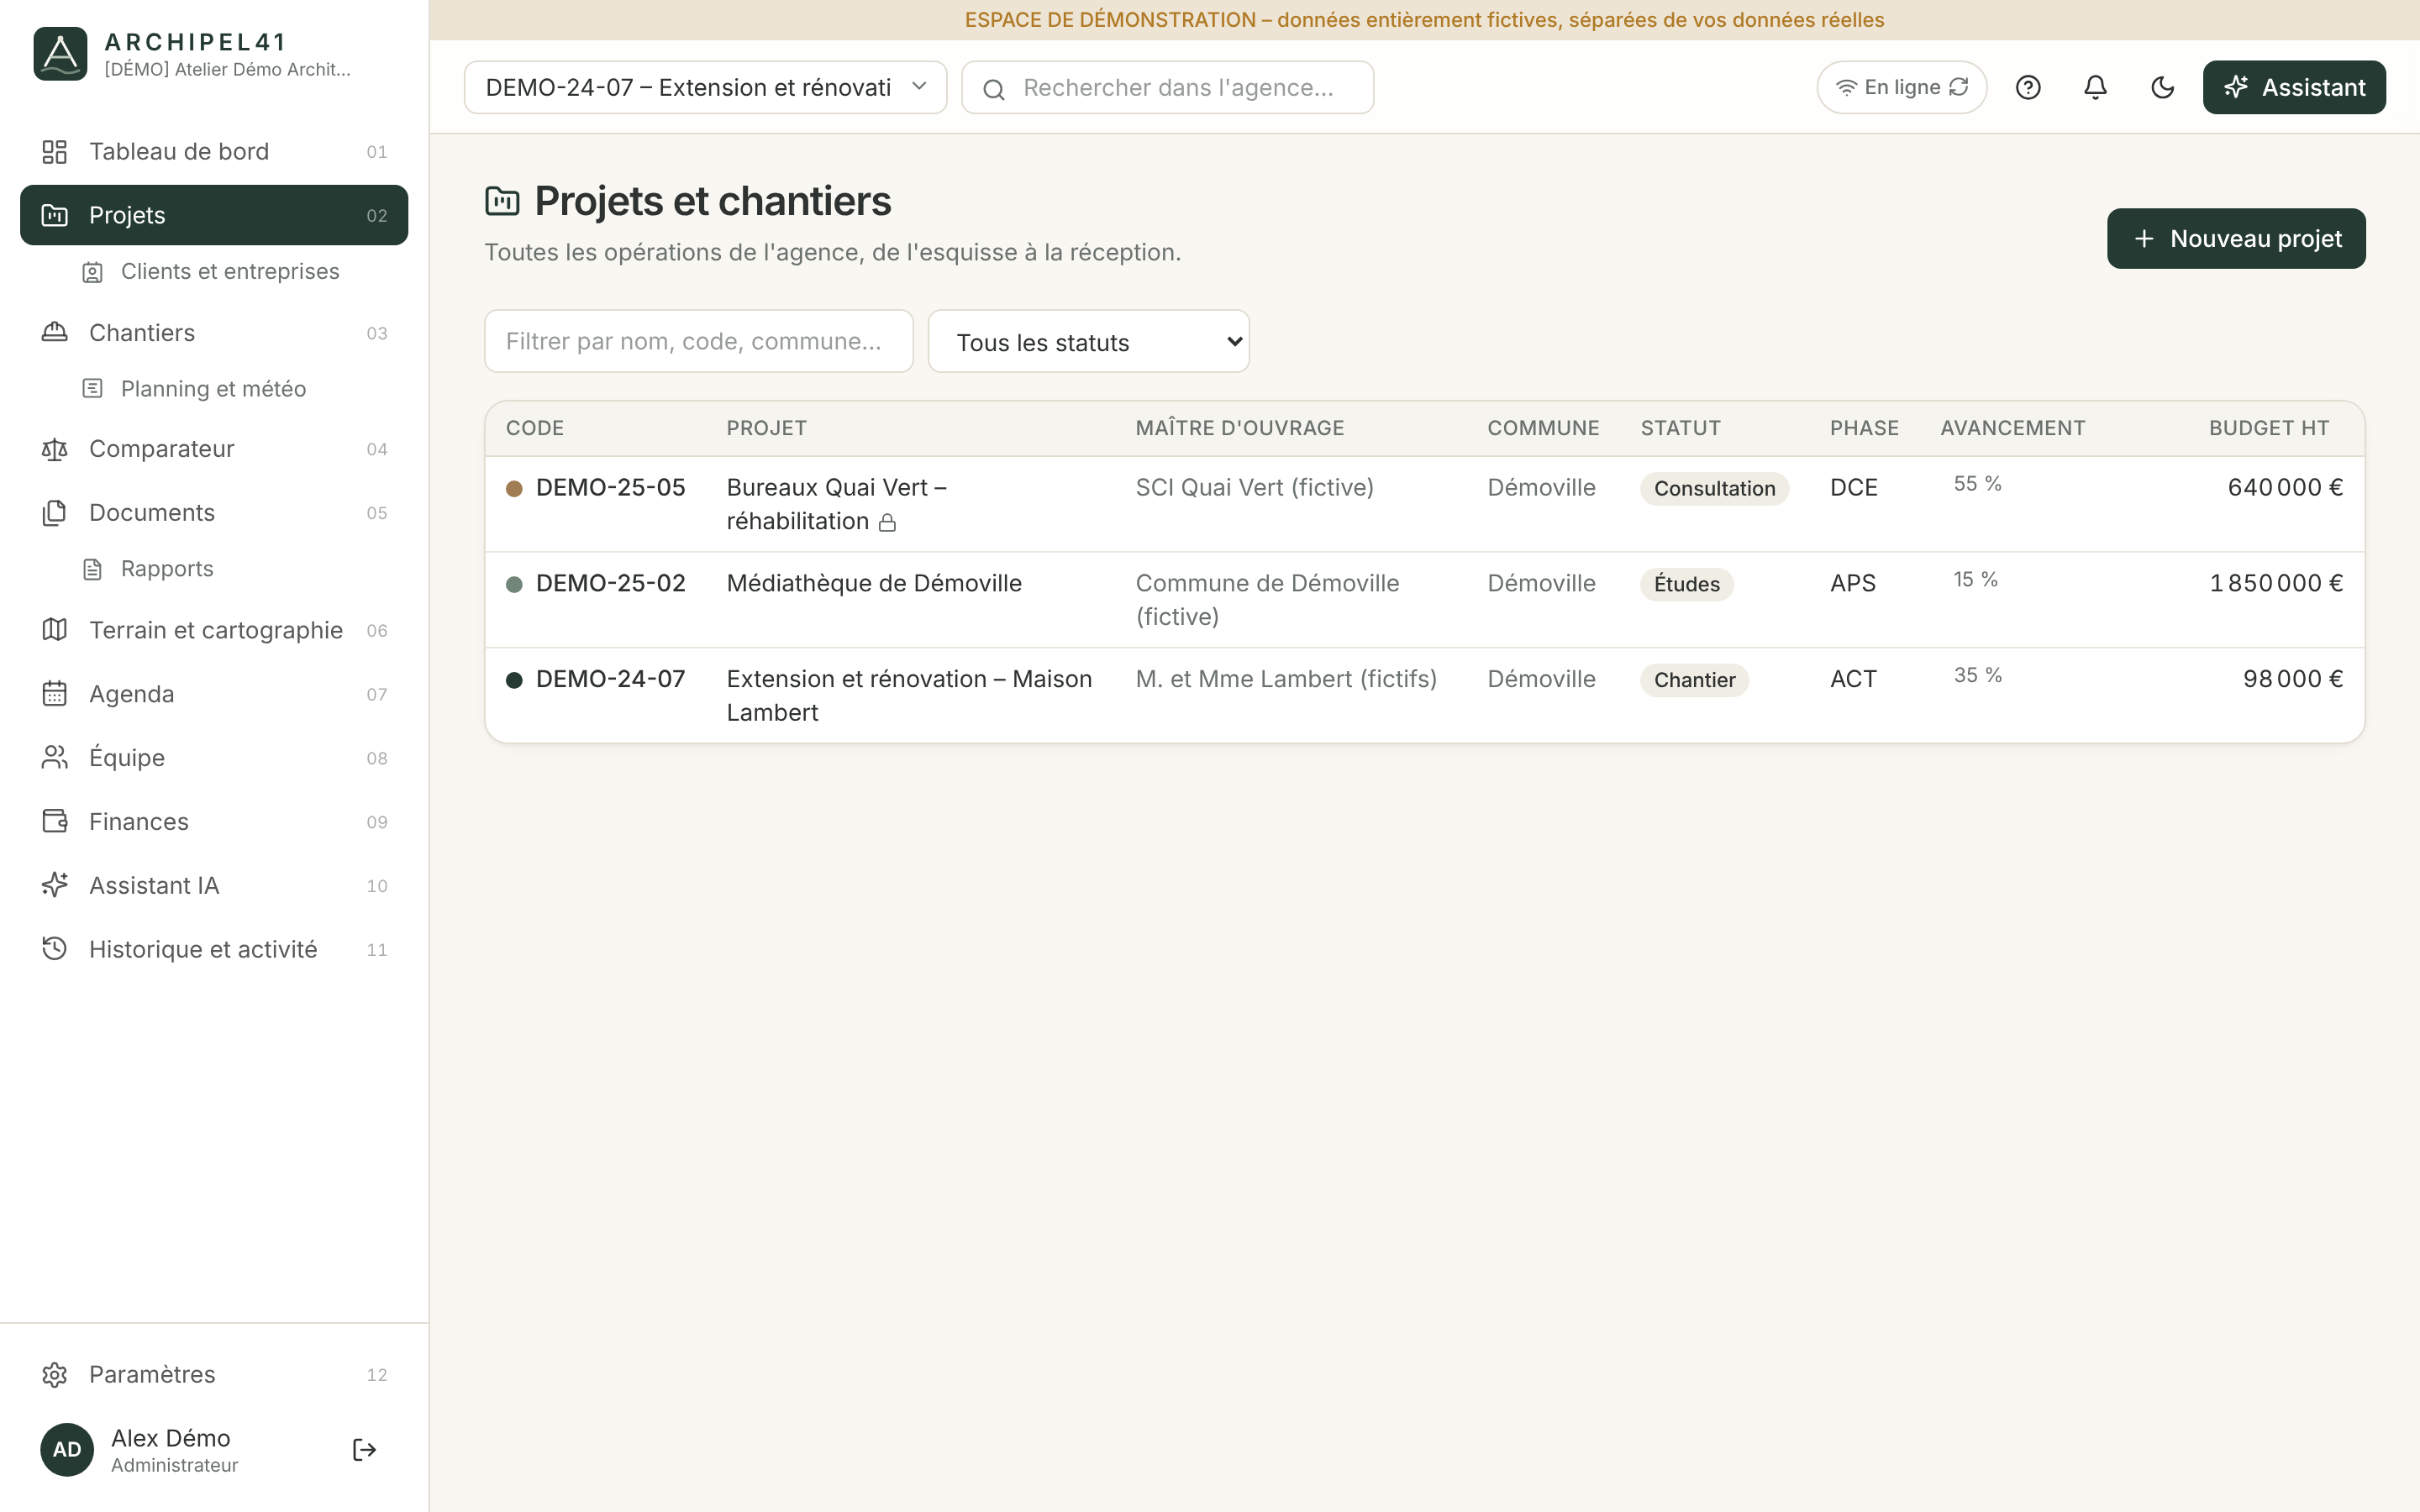 ESPACE DE DÉMONSTRATION – données entièrement fictives, séparées de vos données réelles
ARCHIPEL41
[DÉMO] Atelier Démo Archit...
Tableau de bord 01
Projets 02
Clients et entreprises
Chantiers 03
Planning et météo
Comparateur 04
Documents 05
Rapports
Terrain et cartographie 06
Agenda 07
Équipe 08
Finances 09
Assistant IA 10
Historique et activité 11
Paramètres 12
AD
Alex Démo
Administrateur
DEMO-24-07 – Extension et rénovati
Rechercher dans l'agence...
En ligne
Assistant
Projets et chantiers
Toutes les opérations de l'agence, de l'esquisse à la réception.
Nouveau projet
Filtrer par nom, code, commune...
Tous les statuts
CODE PROJET MAÎTRE D'OUVRAGE COMMUNE STATUT PHASE AVANCEMENT BUDGET HT
DEMO-25-05 Bureaux Quai Vert – SCI Quai Vert (fictive) Démoville Consultation DCE 55 % 640 000 €
réhabilitation
DEMO-25-02 Médiathèque de Démoville Commune de Démoville Démoville Études APS 15 % 1 850 000 €
(fictive)
DEMO-24-07 Extension et rénovation – Maison M. et Mme Lambert (fictifs) Démoville Chantier ACT 35 % 98 000 €
Lambert